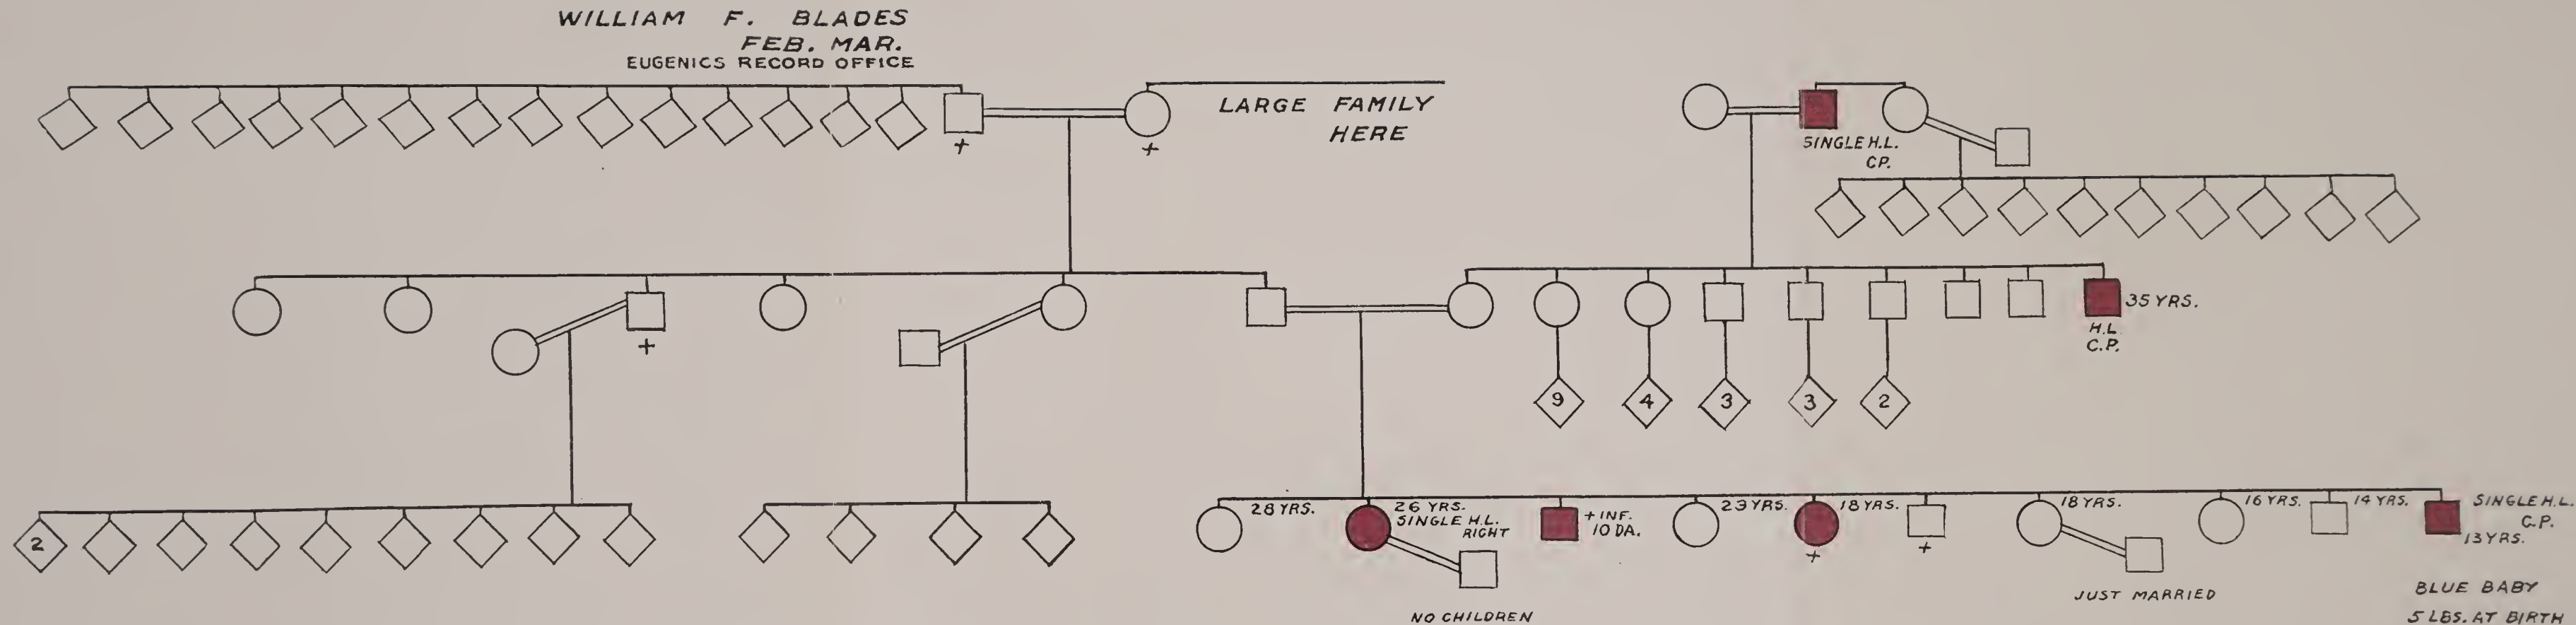 WILLIAM F. BLADES
FEB. MAR.
EUGENICS RECORD OFFICE
LARGE FAMILY
HERE
+
+
SINGLE H.L.
CP.
+
35 YRS.
H.L.
C.P.
9
4
3
3
2
2
28 YRS.
26 YRS.
SINGLE H.L.
RIGHT
+ INF.
10 DA.
23 YRS.
18 YRS.
+
+
18 YRS.
16 YRS.
14 YRS.
SINGLE H.L.
C.P.
13 YRS.
NO CHILDREN
JUST MARRIED
BLUE BABY
5 LBS. AT BIRTH